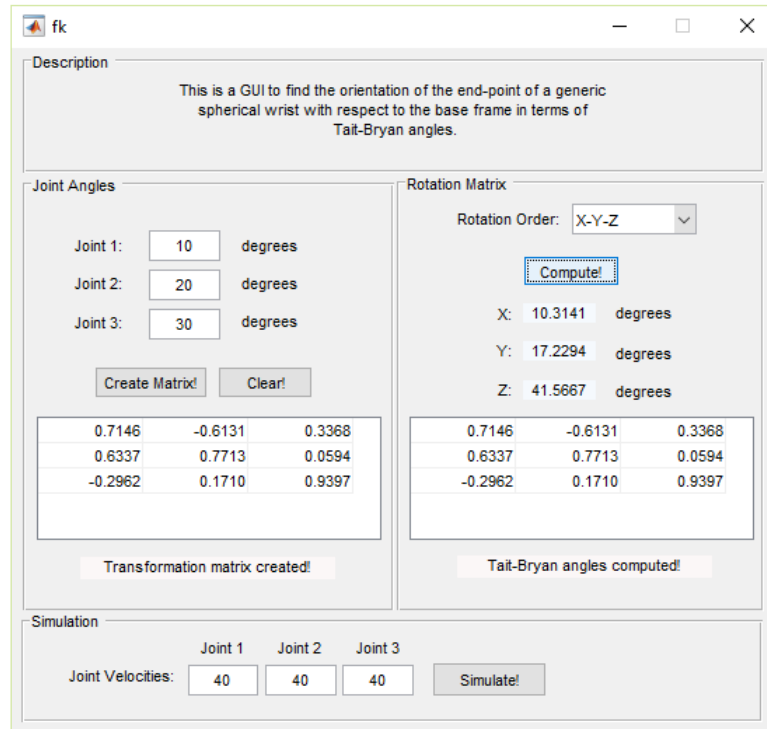 fk
Description
This is a GUI to find the orientation of the end-point of a generic
spherical wrist with respect to the base frame in terms of
Tait-Bryan angles.
Joint Angles
Joint 1: 10 degrees
Joint 2: 20 degrees
Joint 3: 30 degrees
Create Matrix! Clear!
0.7146 -0.6131 0.3368
0.6337 0.7713 0.0594
-0.2962 0.1710 0.9397
Transformation matrix created!
Rotation Matrix
Rotation Order: X-Y-Z
Compute!
X: 10.3141 degrees
Y: 17.2294 degrees
Z: 41.5667 degrees
0.7146 -0.6131 0.3368
0.6337 0.7713 0.0594
-0.2962 0.1710 0.9397
Tait-Bryan angles computed!
Simulation
Joint 1 Joint 2 Joint 3
Joint Velocities: 40 40 40 Simulate!